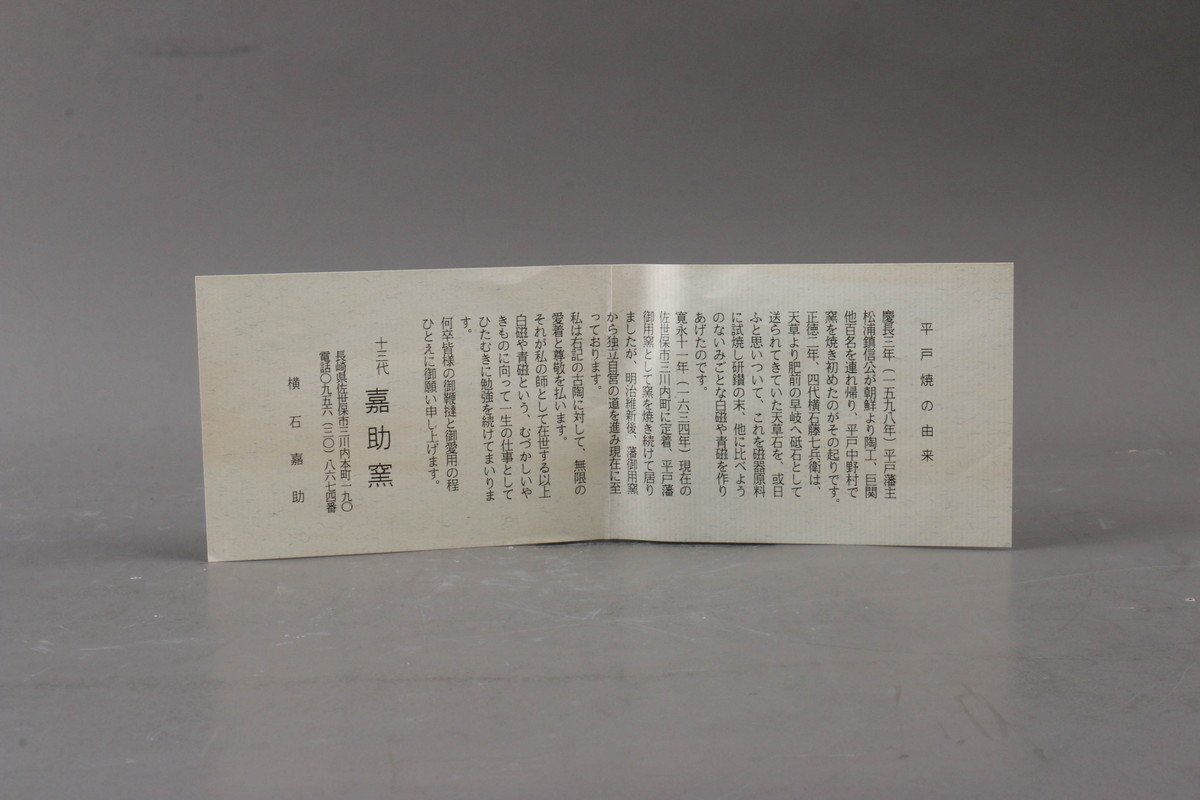 平戸焼の由来
慶長三年（一五九八年）平戸藩主
松浦鎮信公が朝鮮より陶工、巨関
他百名を連れ帰り、平戸中野村で
窯を焼き初めたのがその起りです。
正徳二年、四代横石藤七兵衛は、
天草より肥前の早岐へ砥石として
送られてきていた天草石を、或日
ふと思いついて、これを磁器原料
に試焼し研鑽の末、他に比べよう
のないみごとな白磁や青磁を作り
あげたのです。
寛永十一年（一六三四年）現在の
佐世保市三川内町に定着、平戸藩
御用窯として窯を焼き続けて居り
ましたが、明治維新後、藩御用窯
から独立自営の道を進み現在に至
っております。
私は右記の古陶に対して、無限の
愛着と尊敬を払います。
それが私の師として在世する以上
白磁や青磁という、むづかしいや
きものに向って一生の仕事として
ひたむきに勉強を続けてまいりま
す。
何卒皆様の御鞭撻と御愛用の程
ひとえに御願い申し上げます。
十三代 嘉助窯
長崎県佐世保市三川内本町一九〇
電話〇九五六（三〇）八六七四番
横石嘉助